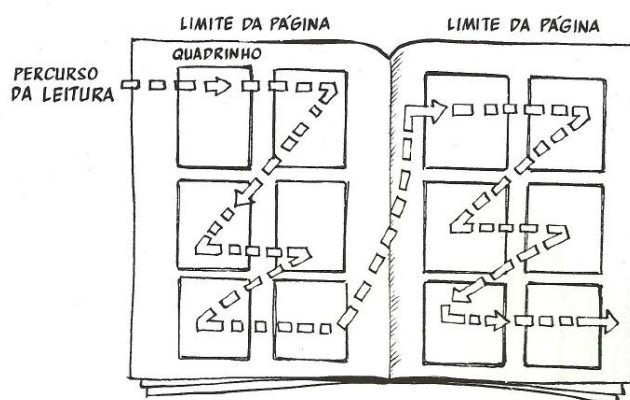 LIMITE DA PÁGINA
LIMITE DA PÁGINA
QUADRINHO
PERCURSO
DA LEITURA